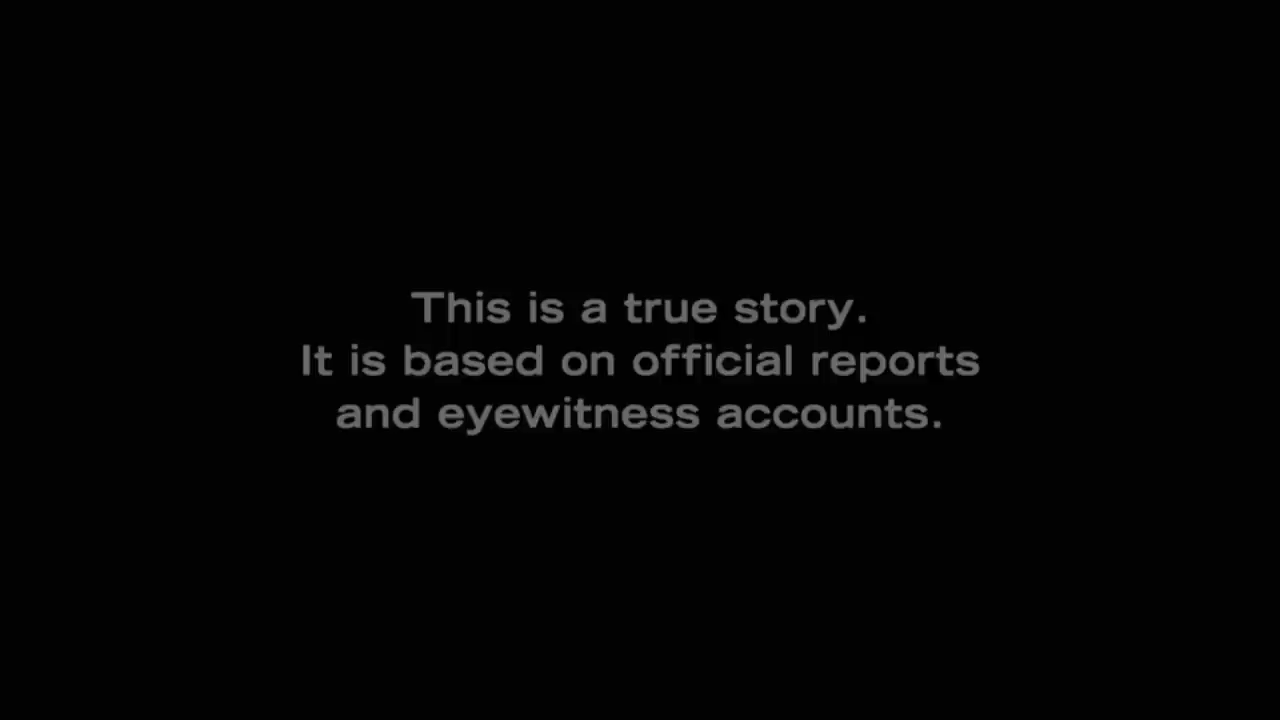 This is a true story.
It is based on official reports
and eyewitness accounts.